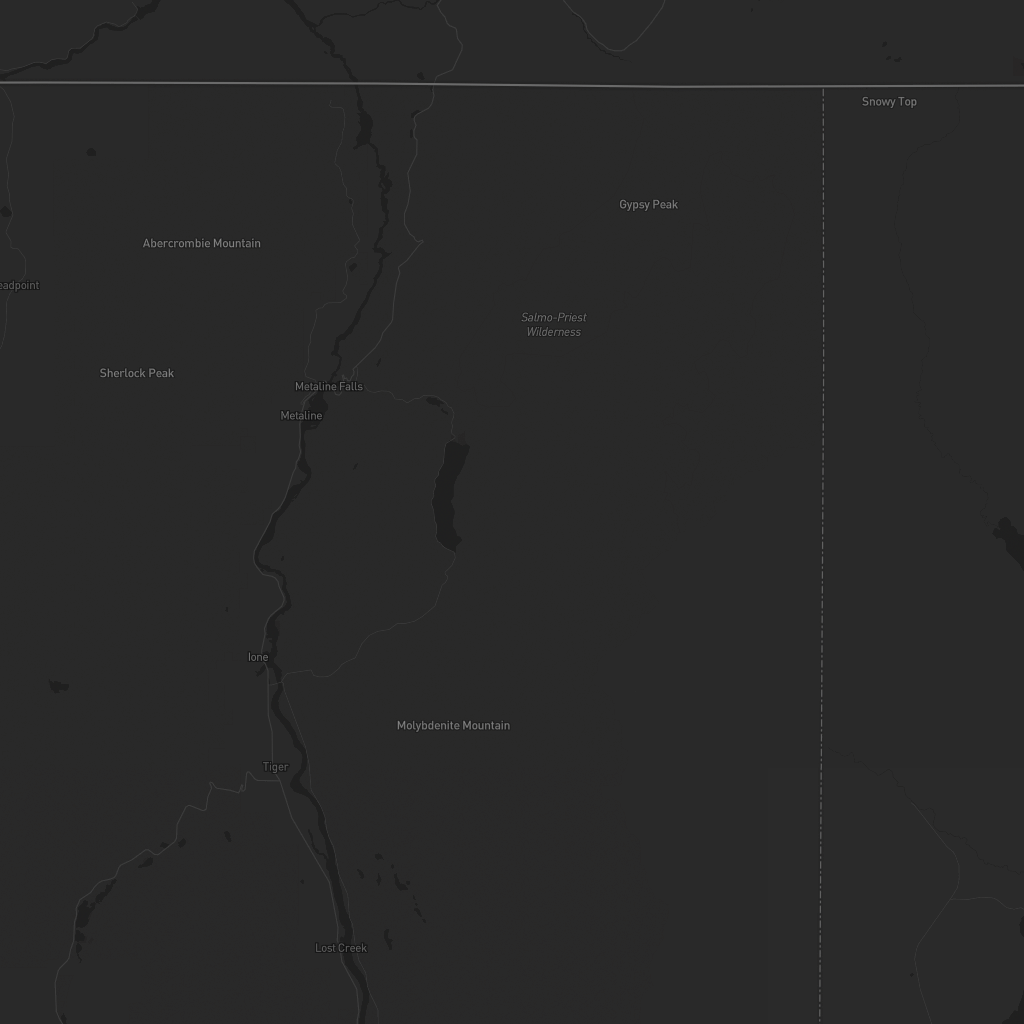 Snowy Top
Gypsy Peak
Abercrombie Mountain
eadpoint
Salmo-Priest
Wilderness
Sherlock Peak
Metaline Falls
Metaline
Ione
Molybdenite Mountain
Tiger
Lost Creek